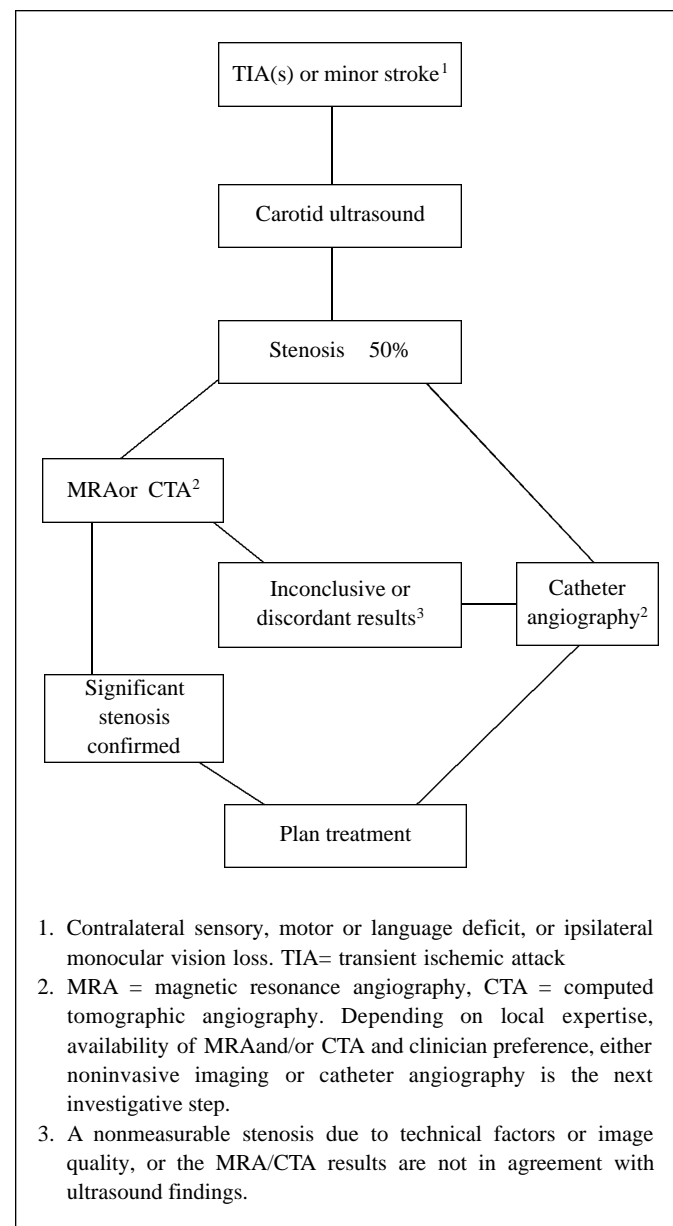 TIA(s) or minor stroke1
Carotid ultrasound
Stenosis 50%
MRAor CTA2
Inconclusive or
discordant results3
Catheter
angiography2
Significant
stenosis
confirmed
Plan treatment
1. Contralateral sensory, motor or language deficit, or ipsilateral
monocular vision loss. TIA= transient ischemic attack
2. MRA = magnetic resonance angiography, CTA = computed
tomographic angiography. Depending on local expertise,
availability of MRAand/or CTA and clinician preference, either
noninvasive imaging or catheter angiography is the next
investigative step.
3. A nonmeasurable stenosis due to technical factors or image
quality, or the MRA/CTA results are not in agreement with
ultrasound findings.